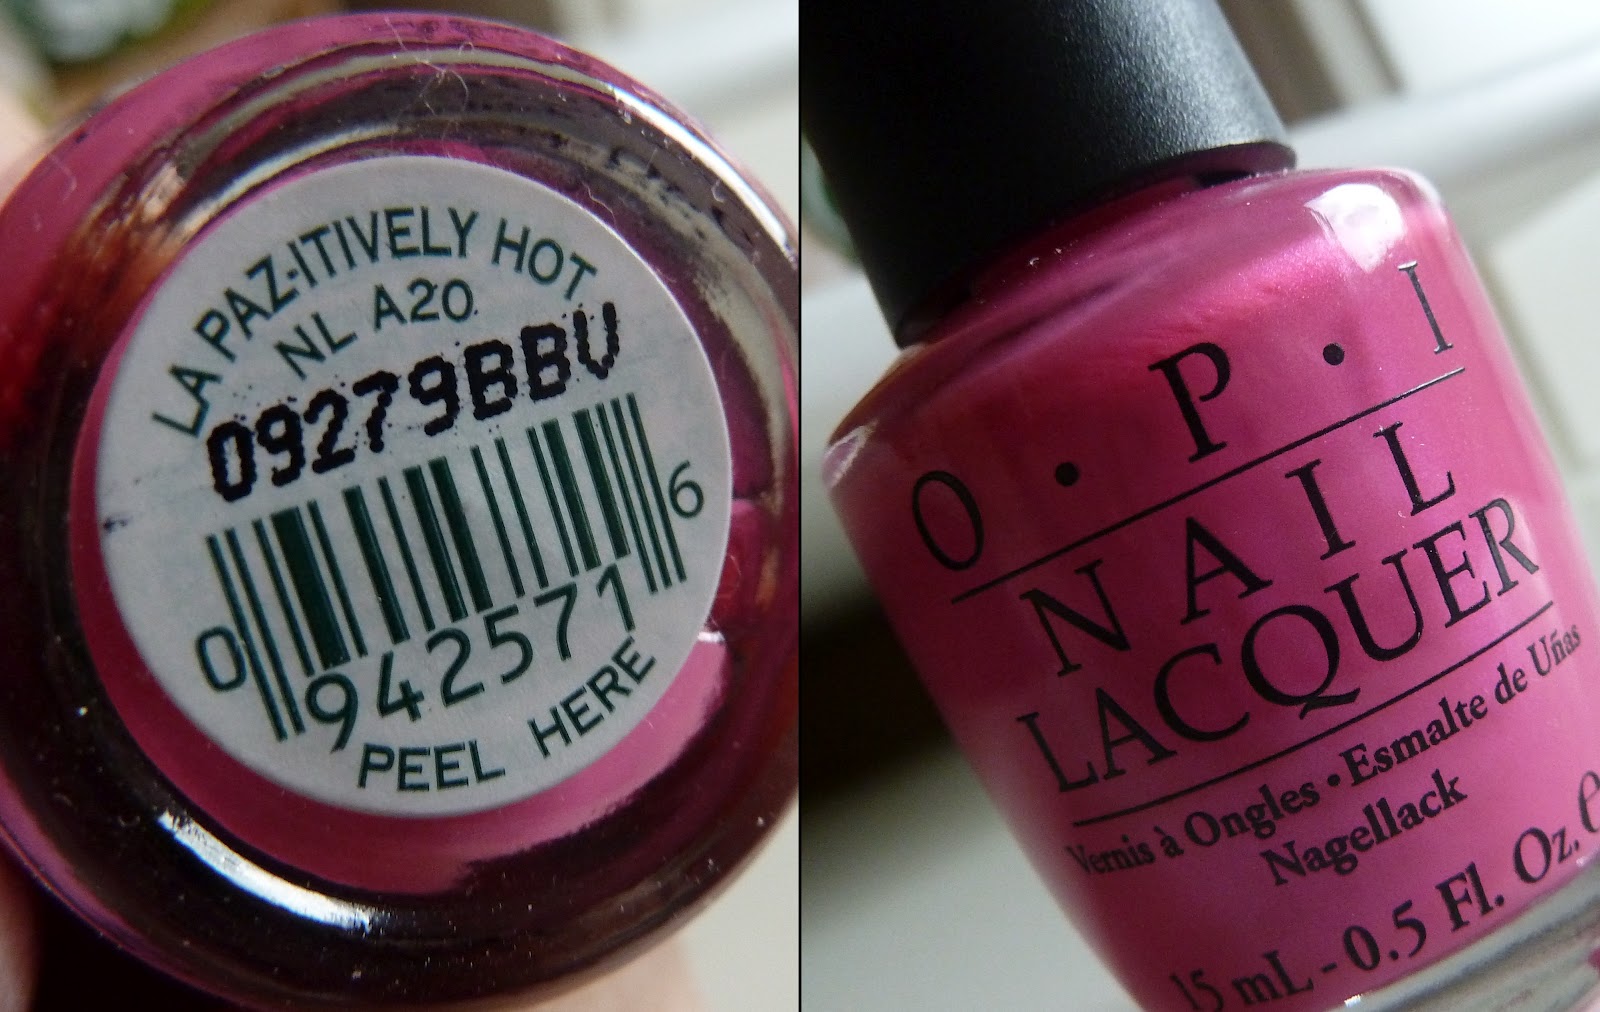 LA PAZ-ITIVELY HOT
NL A20
09279BBV
0 942571 6
PEEL HERE
O·P·I
NAIL
LACQUER
Vernis à Ongles • Esmalte de Uñas
Nagellack
15 mL - 0.5 Fl. Oz. e